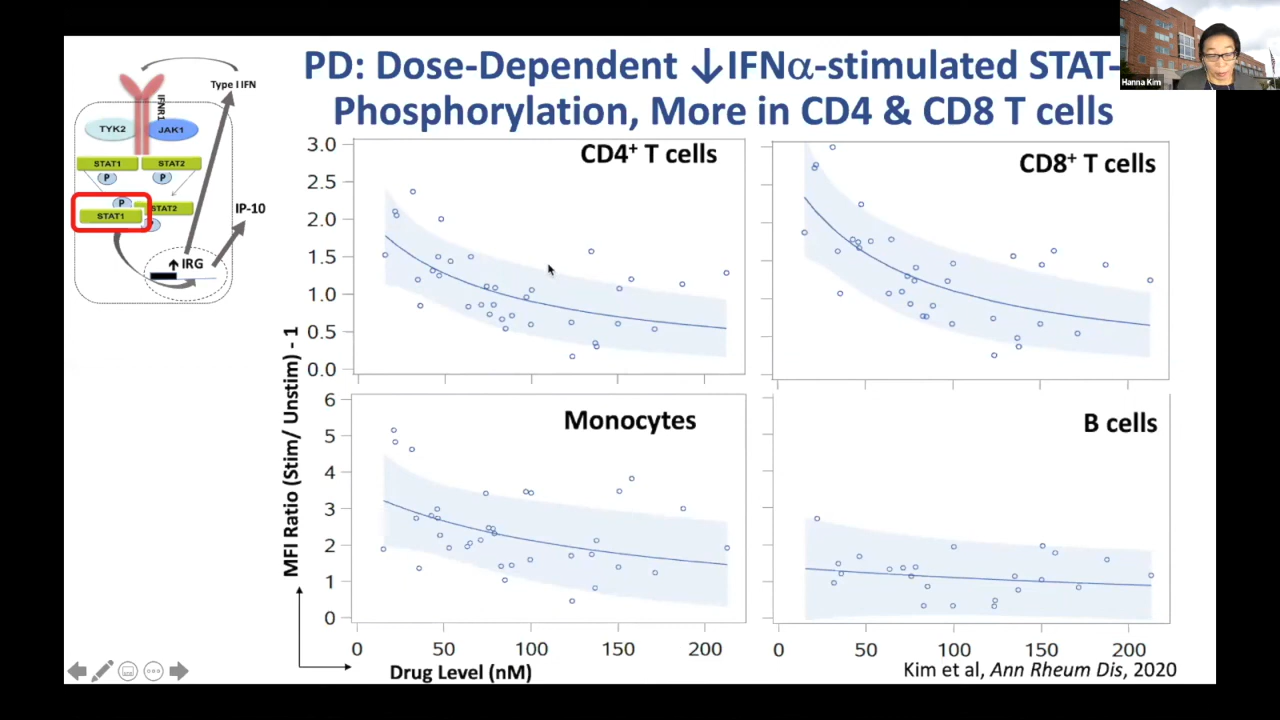 PD: Dose-Dependent ↓IFNα-stimulated STAT-
Phosphorylation, More in CD4 & CD8 T cells
Hanna Kim
Type I IFN
IFNR1
TYK2
JAK1
STAT1
STAT2
P
P
P
STAT2
STAT1
IP-10
↑ IRG
CD4+ T cells
3.0
2.5
2.0
1.5
1.0
0.5
0.0
CD8+ T cells
MFI Ratio (Stim/ Unstim) - 1
Monocytes
6
5
4
3
2
1
0
B cells
0 50 100 150 200
0 50 100 150 200
Drug Level (nM)
Kim et al, Ann Rheum Dis, 2020